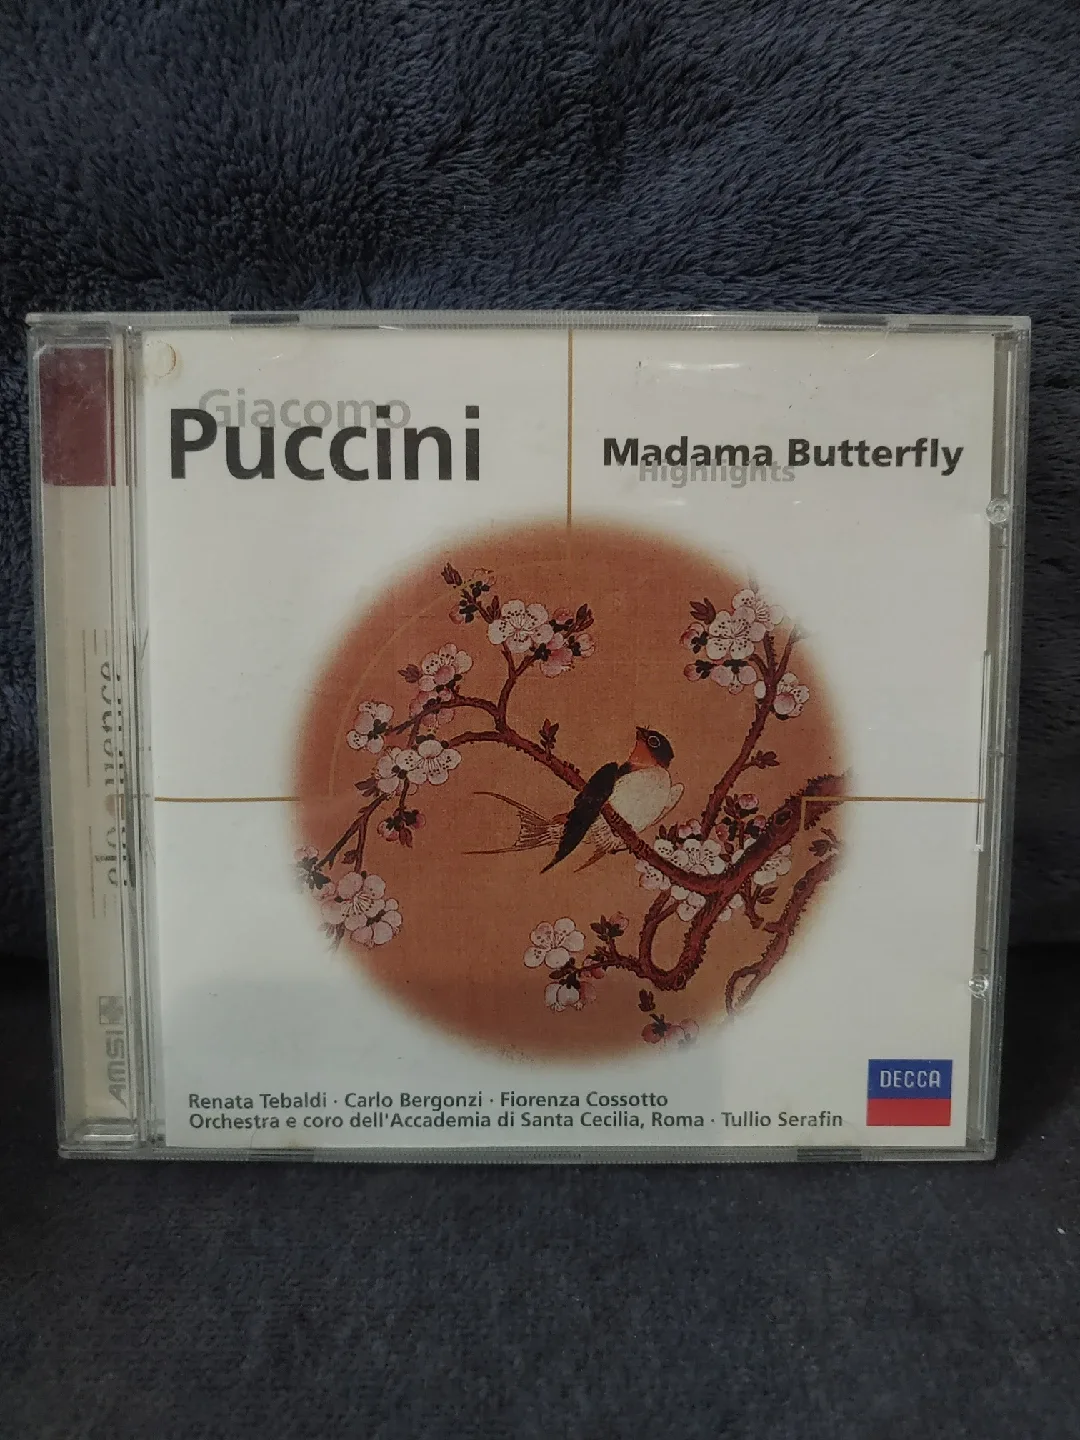 Giacomo
Puccini
Madama Butterfly
Highlights
eloquence
AMSI
Renata Tebaldi · Carlo Bergonzi · Fiorenza Cossotto
Orchestra e coro dell'Accademia di Santa Cecilia, Roma · Tullio Serafin
DECCA